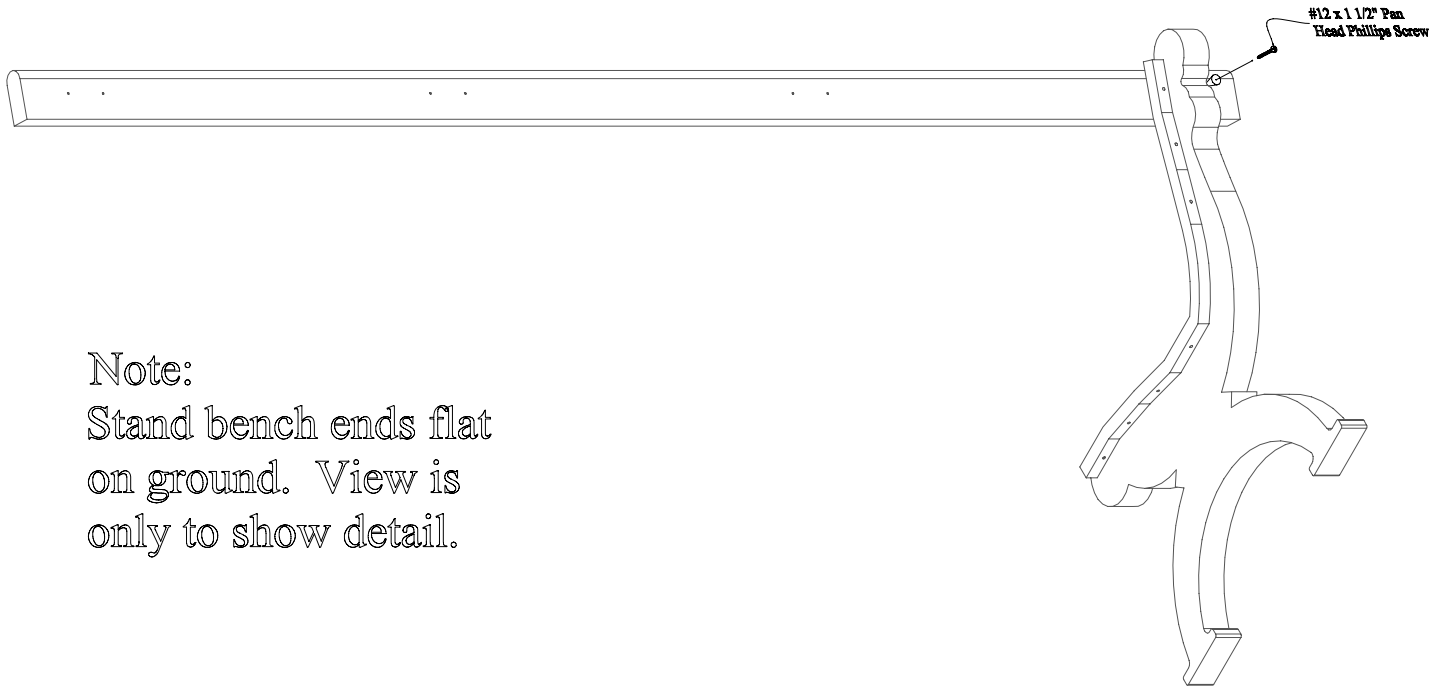 #12 x 1 1/2" Pan
Head Phillips Screw
Note:
Stand bench ends flat
on ground. View is
only to show detail.